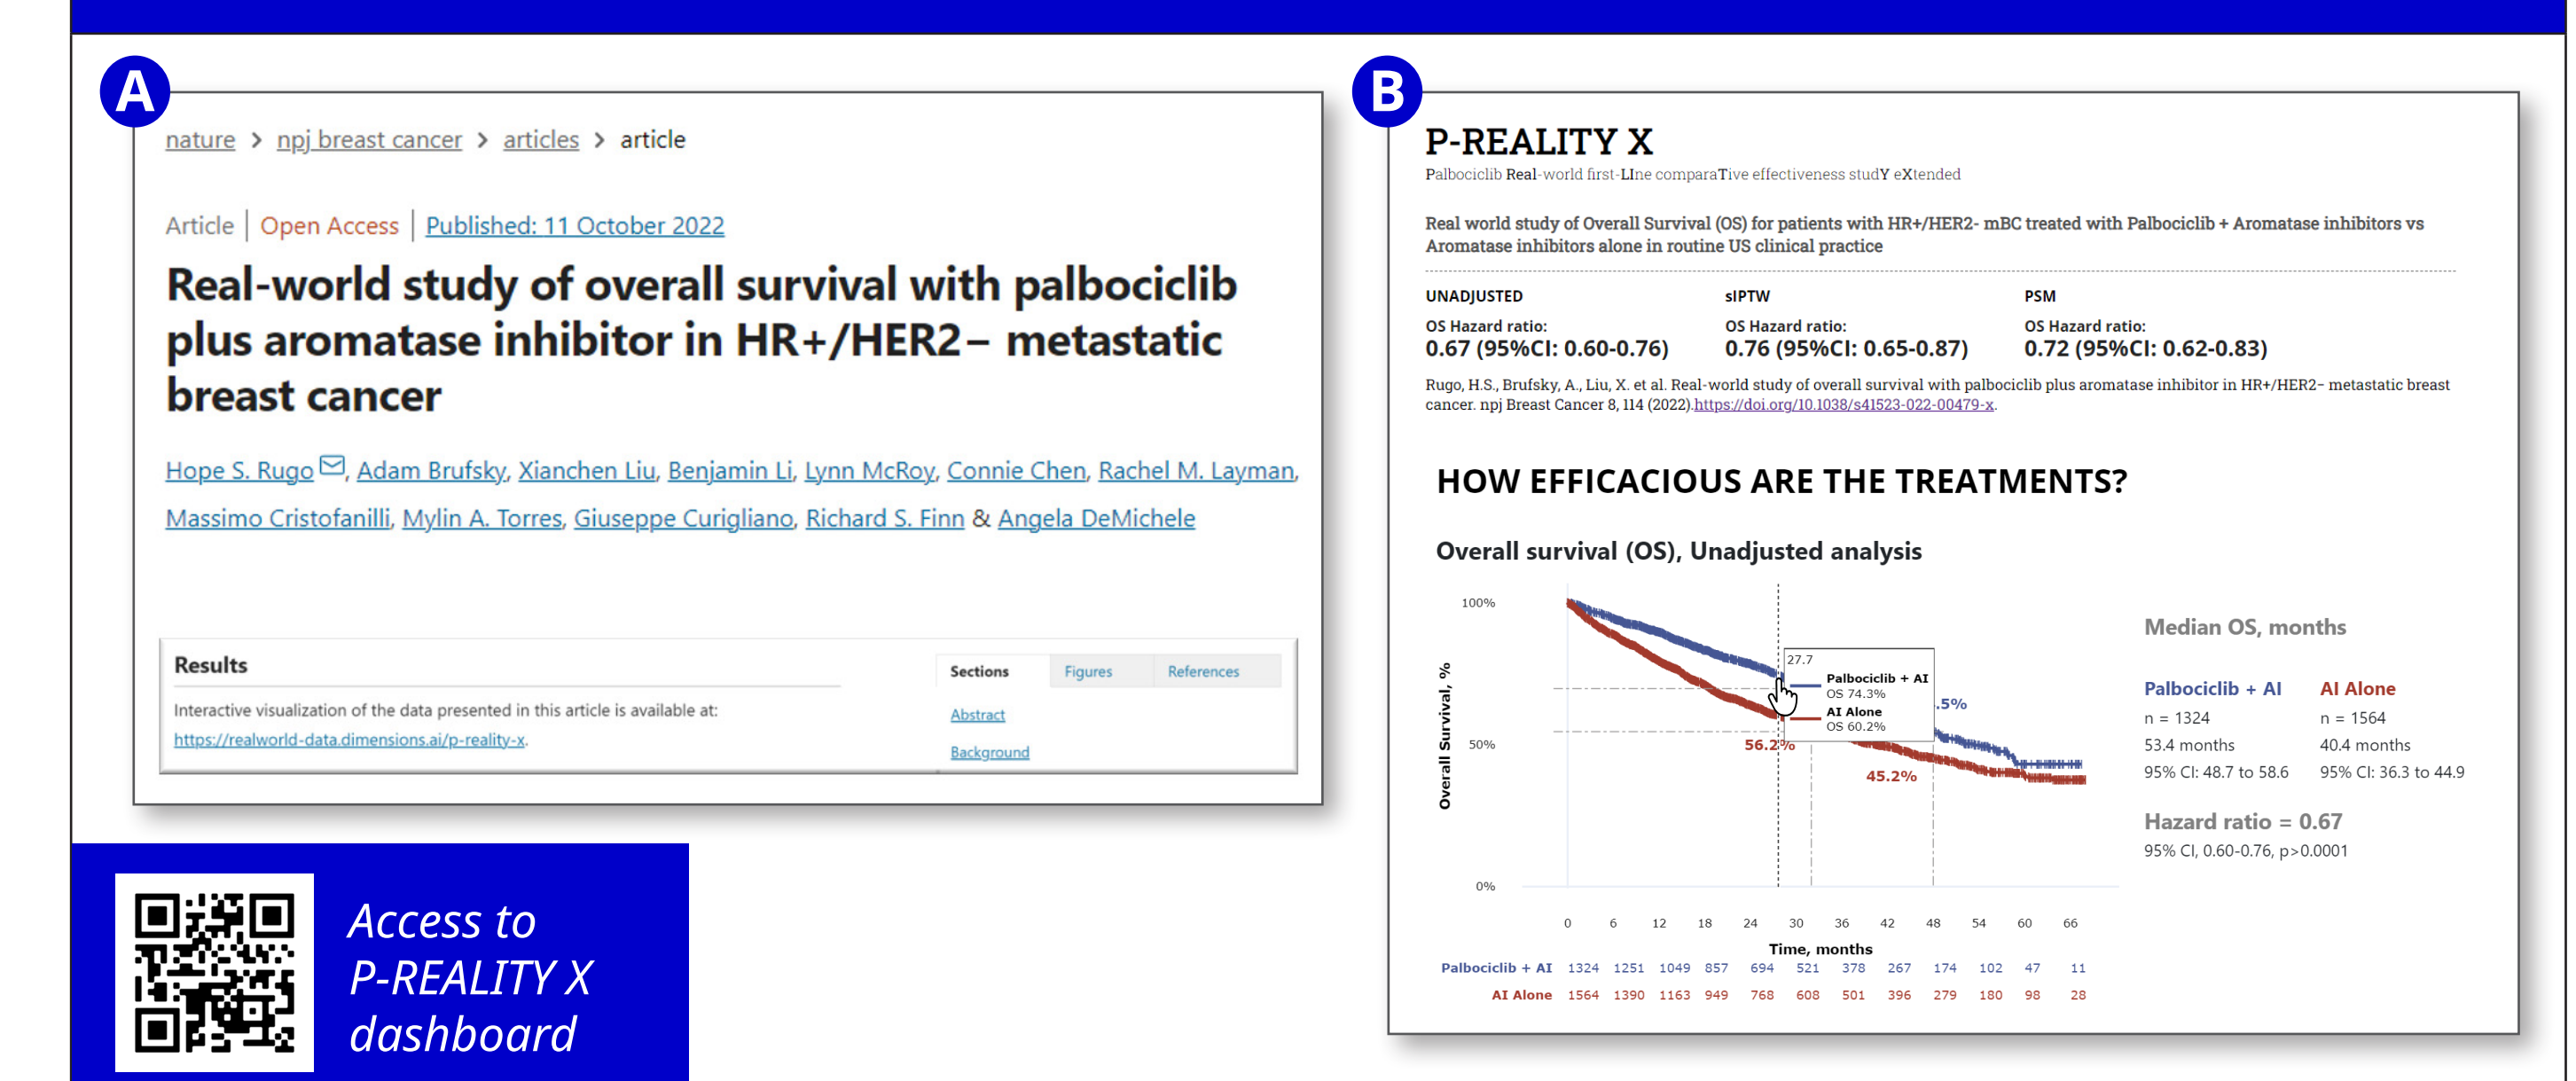 A
nature > npj breast cancer > articles > article
Article | Open Access | Published: 11 October 2022
Real-world study of overall survival with palbociclib
plus aromatase inhibitor in HR+/HER2− metastatic
breast cancer
Hope S. Rugo, Adam Brufsky, Xianchen Liu, Benjamin Li, Lynn McRoy, Connie Chen, Rachel M. Layman,
Massimo Cristofanilli, Mylin A. Torres, Giuseppe Curigliano, Richard S. Finn & Angela DeMichele
Results
Interactive visualization of the data presented in this article is available at:
https://realworld-data.dimensions.ai/p-reality-x.
Sections Figures References
Abstract
Background
Access to
P-REALITY X
dashboard
B
P-REALITY X
Palbociclib Real-world first-LIne comparaTive effectiveness studY eXtended
Real world study of Overall Survival (OS) for patients with HR+/HER2- mBC treated with Palbociclib + Aromatase inhibitors vs
Aromatase inhibitors alone in routine US clinical practice
UNADJUSTED sIPTW PSM
OS Hazard ratio: OS Hazard ratio: OS Hazard ratio:
0.67 (95%CI: 0.60-0.76) 0.76 (95%CI: 0.65-0.87) 0.72 (95%CI: 0.62-0.83)
Rugo, H.S., Brufsky, A., Liu, X. et al. Real-world study of overall survival with palbociclib plus aromatase inhibitor in HR+/HER2− metastatic breast
cancer. npj Breast Cancer 8, 114 (2022).https://doi.org/10.1038/s41523-022-00479-x.
HOW EFFICACIOUS ARE THE TREATMENTS?
Overall survival (OS), Unadjusted analysis
Overall Survival, %
100%
50%
0%
27.7
Palbociclib + AI
OS 74.3%
AI Alone
OS 60.2%
.5%
56.2%
45.2%
0 6 12 18 24 30 36 42 48 54 60 66
Time, months
Palbociclib + AI 1324 1251 1049 857 694 521 378 267 174 102 47 11
AI Alone 1564 1390 1163 949 768 608 501 396 279 180 98 28
Median OS, months
Palbociclib + AI AI Alone
n = 1324 n = 1564
53.4 months 40.4 months
95% CI: 48.7 to 58.6 95% CI: 36.3 to 44.9
Hazard ratio = 0.67
95% CI, 0.60-0.76, p>0.0001